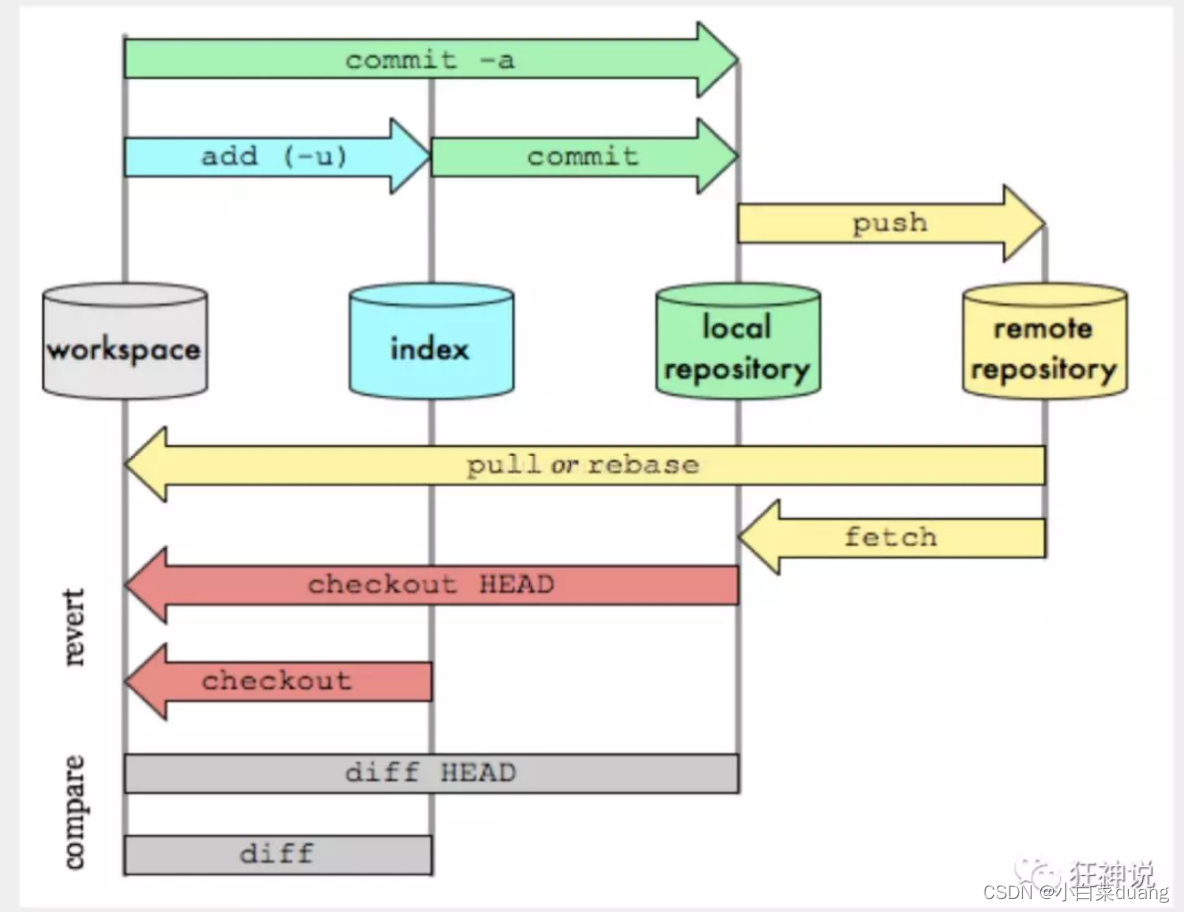 commit -a
add (-u)
commit
push
workspace
index
local
repository
remote
repository
pull or rebase
fetch
revert
checkout HEAD
checkout
compare
diff HEAD
diff
狂神说
CSDN @小白菜duang